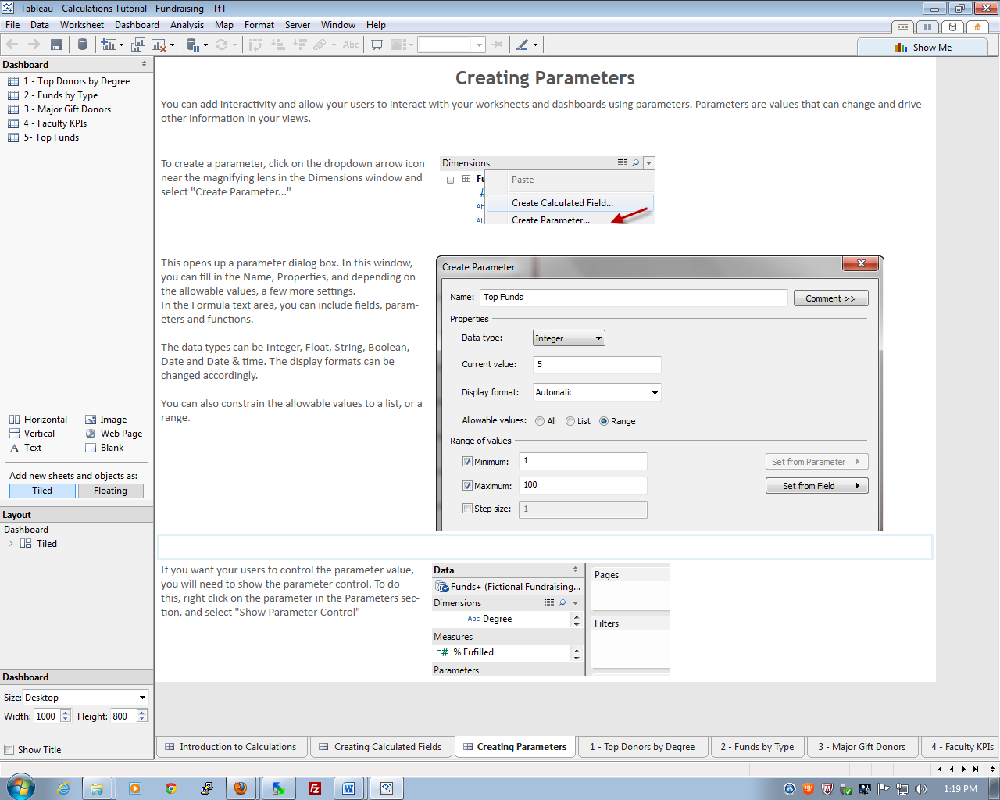 Tableau - Calculations Tutorial - Fundraising - TfT
File Data Worksheet Dashboard Analysis Map Format Server Window Help
Abc
Show Me
Dashboard
1 - Top Donors by Degree
2 - Funds by Type
3 - Major Gift Donors
4 - Faculty KPIs
5- Top Funds
Horizontal Image
Vertical Web Page
Text Blank
Add new sheets and objects as:
Tiled Floating
Layout
Dashboard
Tiled
Dashboard
Size: Desktop
Width: 1000 Height: 800
Show Title
Creating Parameters
You can add interactivity and allow your users to interact with your worksheets and dashboards using parameters. Parameters are values that can change and drive
other information in your views.
To create a parameter, click on the dropdown arrow icon
near the magnifying lens in the Dimensions window and
select "Create Parameter..."
Dimensions
Fu
Paste
#
Create Calculated Field...
Ab
Create Parameter...
Ab
This opens up a parameter dialog box. In this window,
you can fill in the Name, Properties, and depending on
the allowable values, a few more settings.
In the Formula text area, you can include fields, param-
eters and functions.
The data types can be Integer, Float, String, Boolean,
Date and Date & time. The display formats can be
changed accordingly.
You can also constrain the allowable values to a list, or a
range.
Create Parameter
Name: Top Funds Comment >>
Properties
Data type: Integer
Current value: 5
Display format: Automatic
Allowable values: All List Range
Range of values
Minimum: 1 Set from Parameter
Maximum: 100 Set from Field
Step size: 1
If you want your users to control the parameter value,
you will need to show the parameter control. To do
this, right click on the parameter in the Parameters sec-
tion, and select "Show Parameter Control"
Data
Funds+ (Fictional Fundraising...
Dimensions
Abc Degree
Measures
=# % Fufilled
Parameters
Pages
Filters
Introduction to Calculations Creating Calculated Fields Creating Parameters 1 - Top Donors by Degree 2 - Funds by Type 3 - Major Gift Donors 4 - Faculty KPIs
1:19 PM